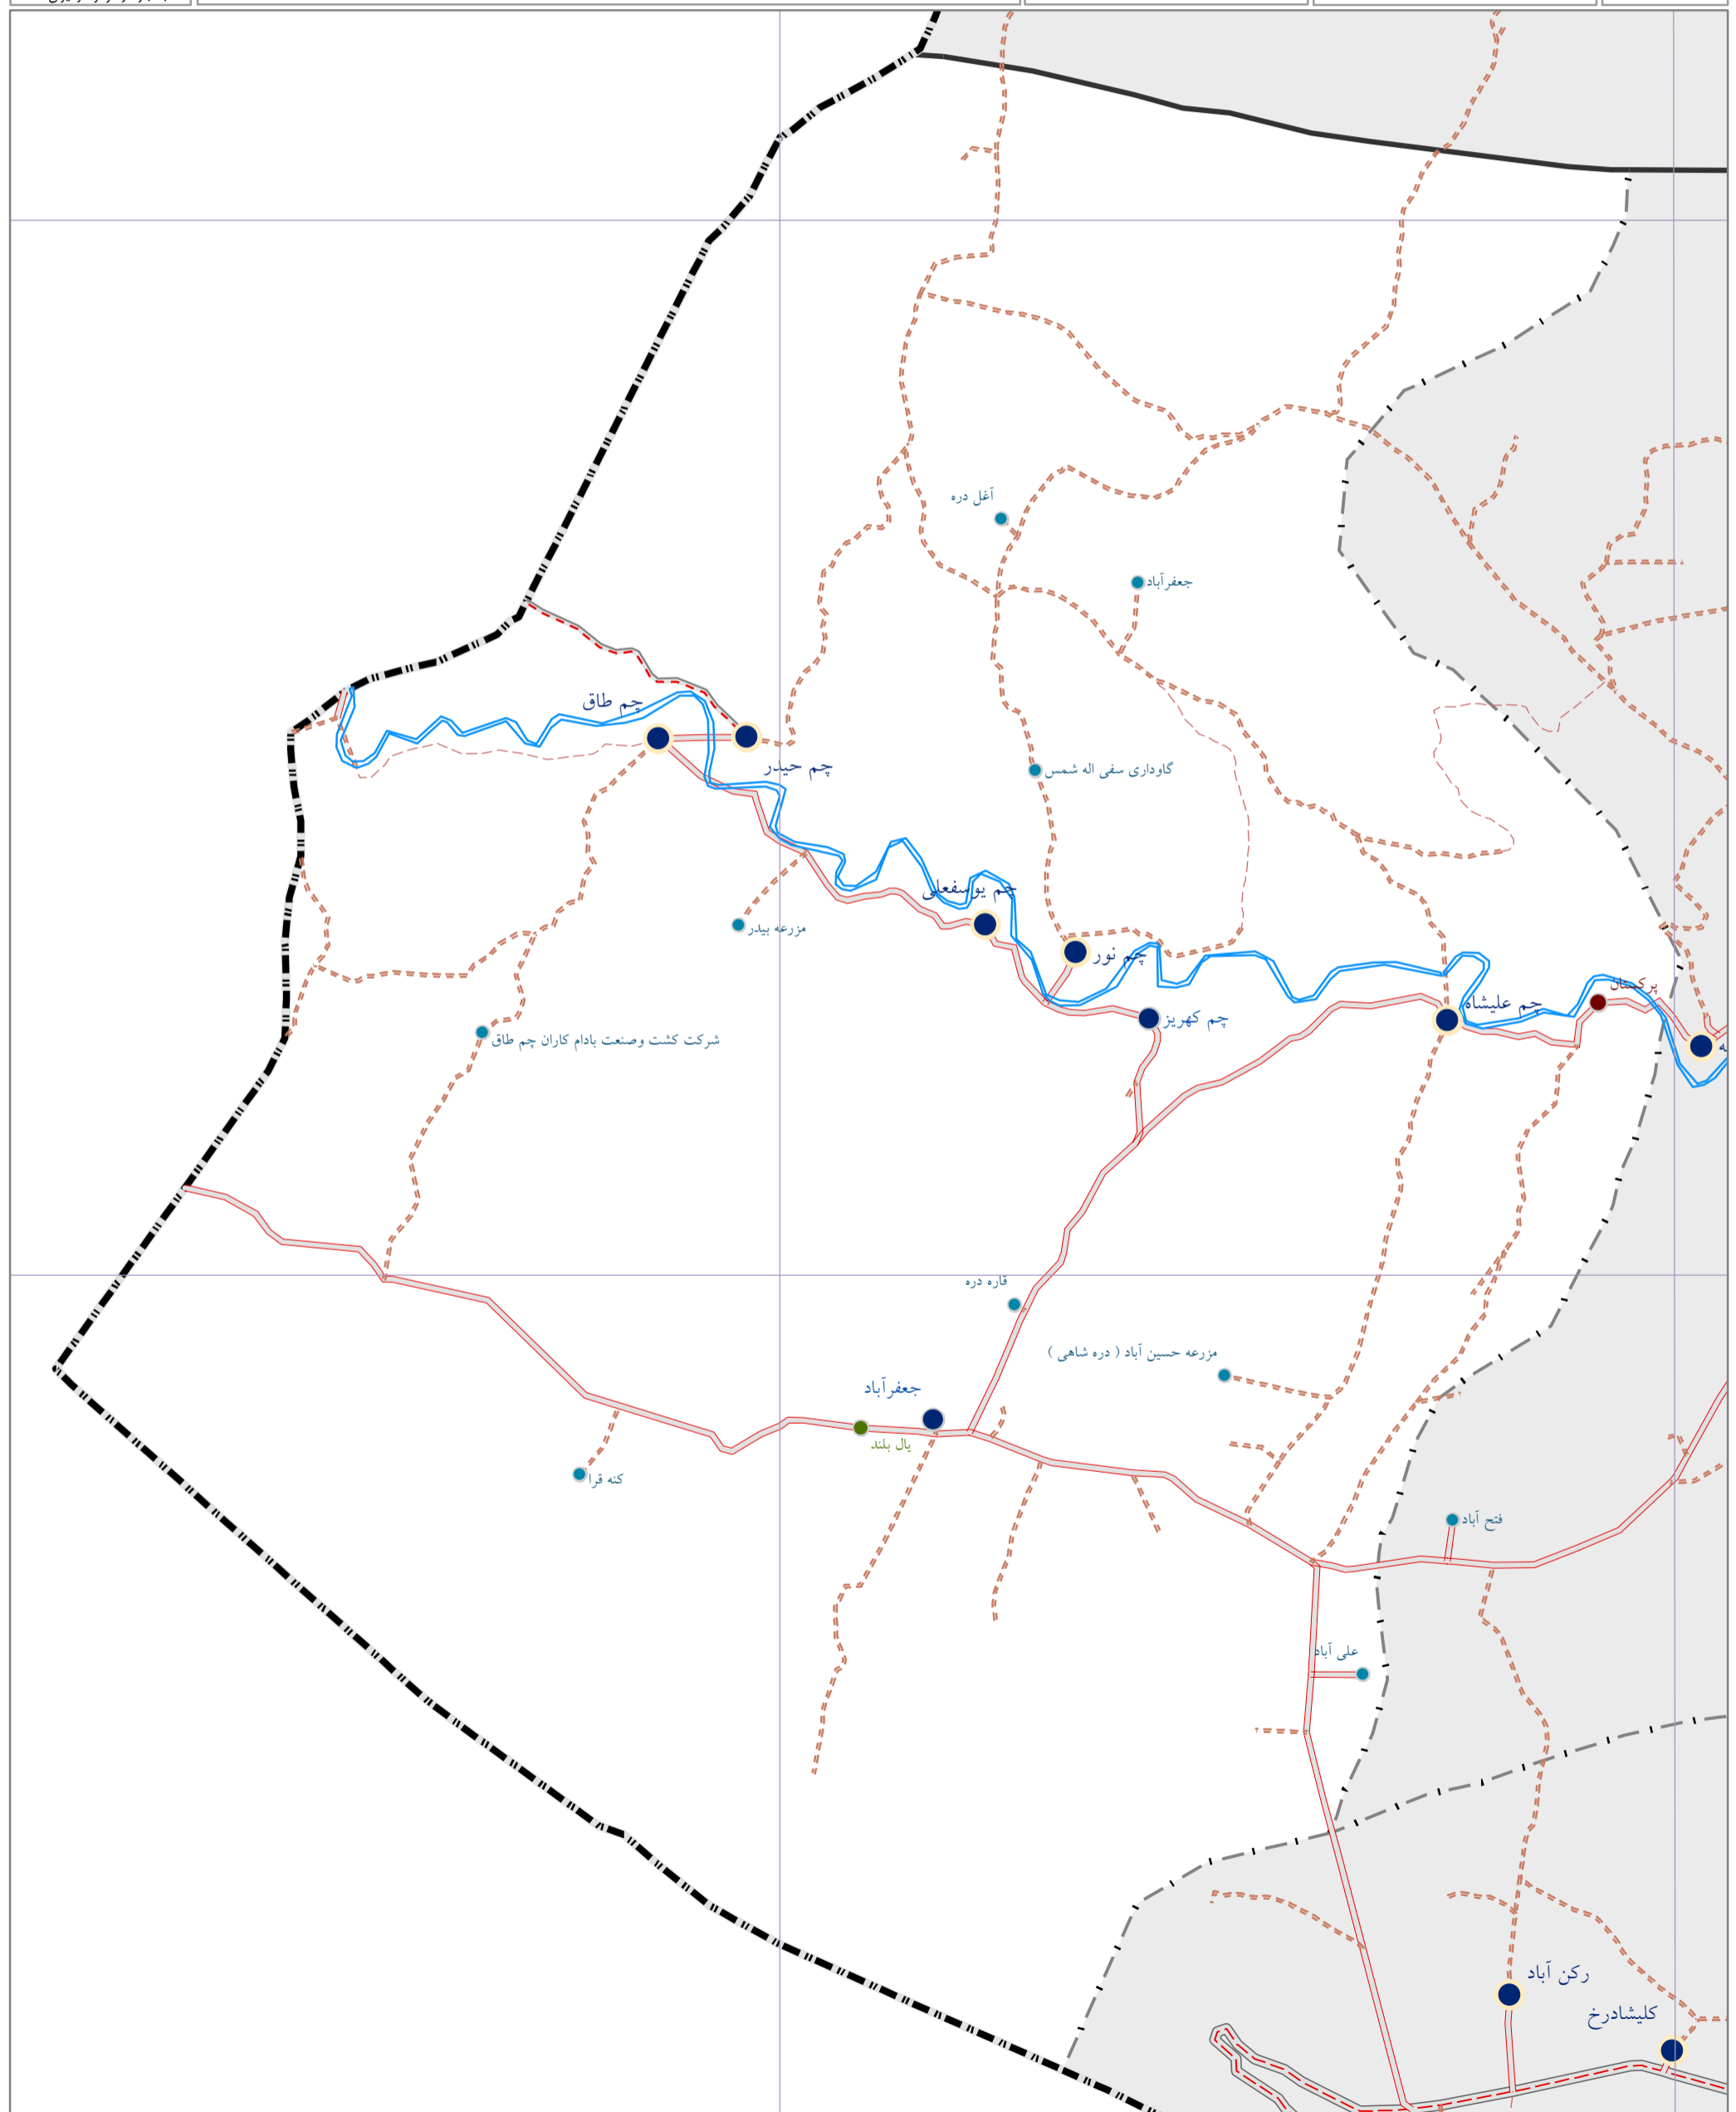 آغل دره
جعفرآباد
چم طاق
چم حیدر
گاوداری سفی اله شمس
چم یوسفعلی
مزرعه بیدر
چم نور
پرکستان
چم علیشاه
چم کهریز
شرکت کشت وصنعت بادام کاران چم طاق
قاره دره
مزرعه حسین آباد ( دره شاهی )
جعفرآباد
یال بلند
کنه قرا
فتح آباد
علی آباد
رکن آباد
کلیشادرخ